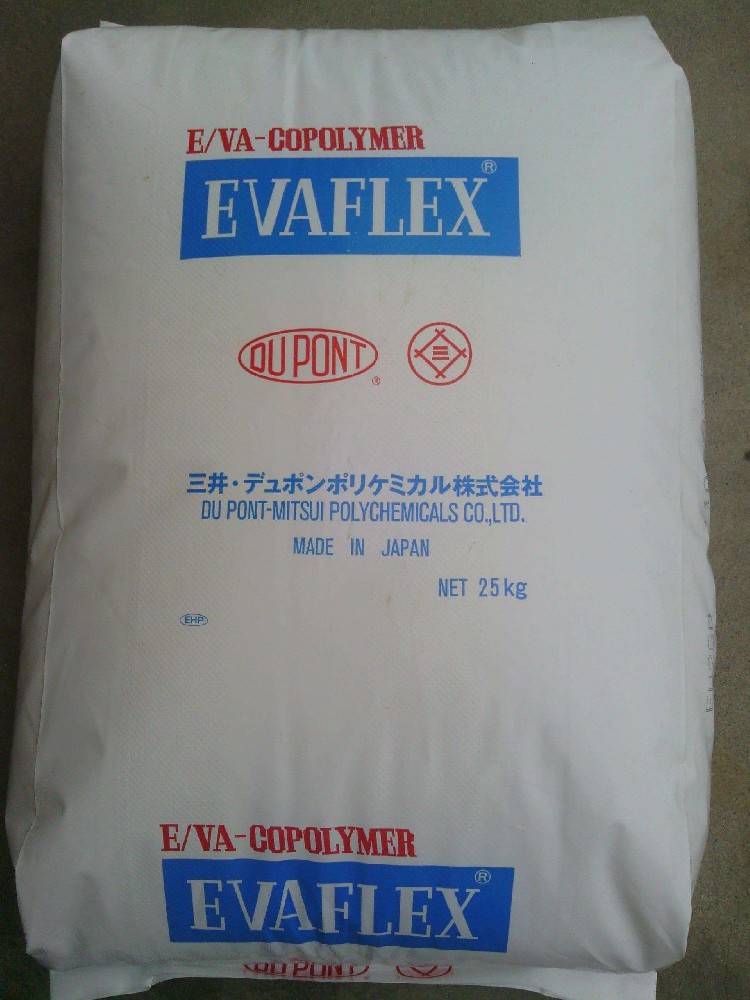 E/VA-COPOLYMER
EVAFLEX®
DU PONT®
三井・デュポンポリケミカル株式会社
DU PONT-MITSUI POLYCHEMICALS CO.,LTD.
MADE IN JAPAN
NET 25kg
EHP
E/VA-COPOLYMER
EVAFLEX®
DU PONT